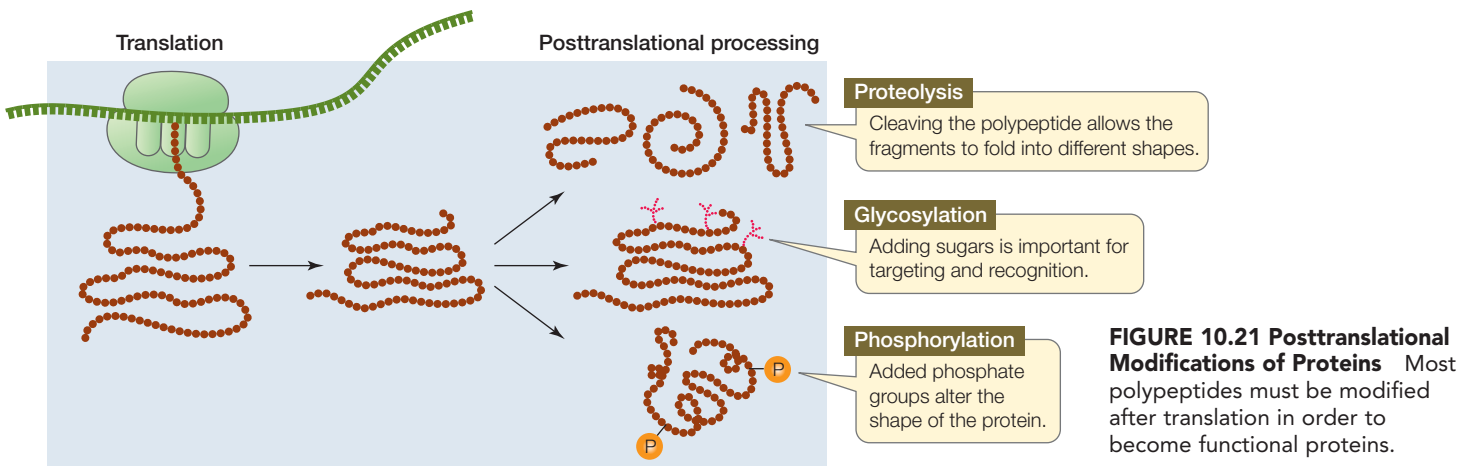 Translation
Posttranslational processing
Proteolysis
Cleaving the polypeptide allows the
fragments to fold into different shapes.
Glycosylation
Adding sugars is important for
targeting and recognition.
Phosphorylation
Added phosphate
groups alter the
shape of the protein.
P
P
FIGURE 10.21 Posttranslational
Modifications of Proteins Most
polypeptides must be modified
after translation in order to
become functional proteins.